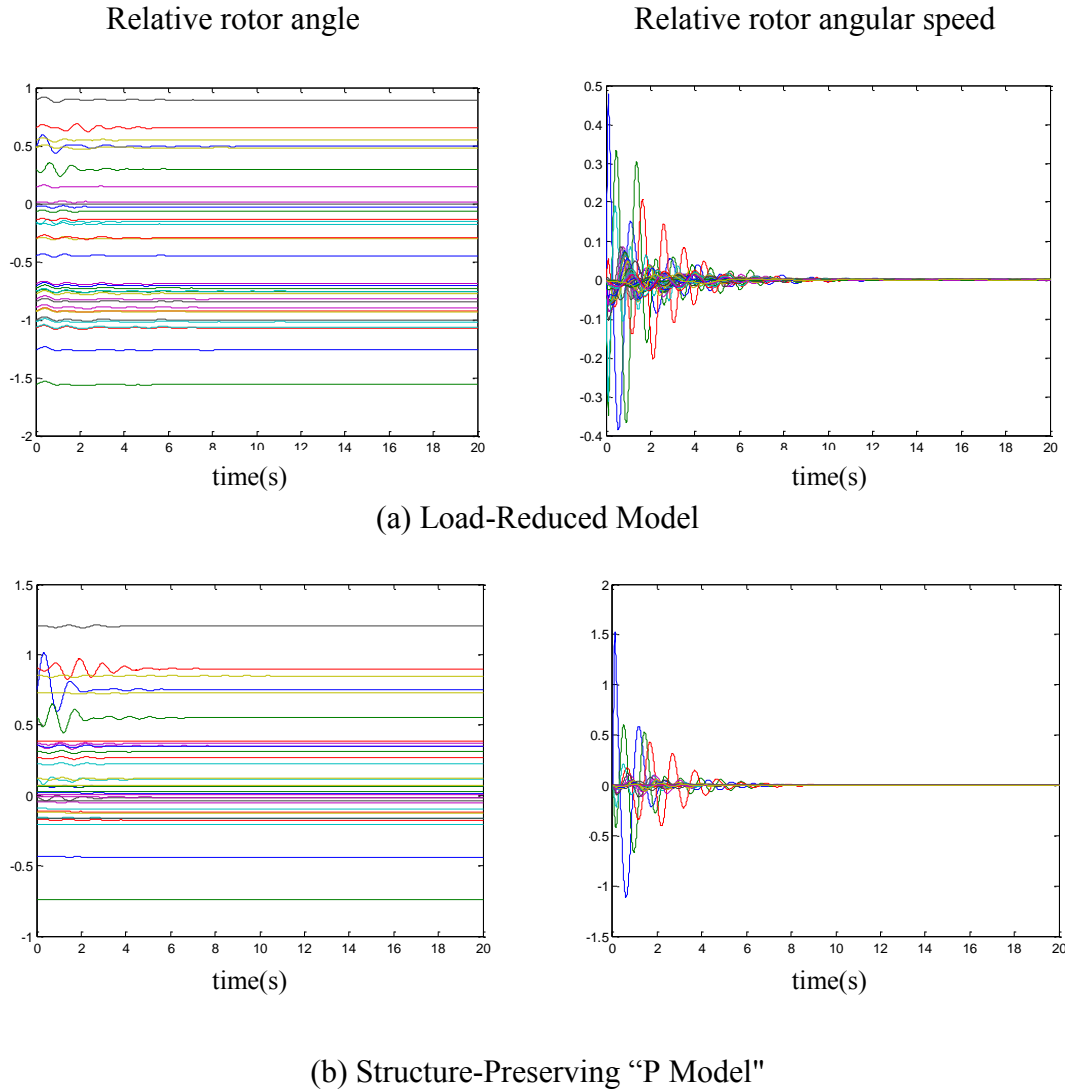 Relative rotor angle
Relative rotor angular speed
1
0.5
0
-0.5
-1
-1.5
-2
0 2 4 6 8 10 12 14 16 18 20
time(s)
0.5
0.4
0.3
0.2
0.1
0
-0.1
-0.2
-0.3
-0.4
0 2 4 6 8 10 12 14 16 18 20
time(s)
(a) Load-Reduced Model
1.5
1
0.5
0
-0.5
-1
0 2 4 6 8 10 12 14 16 18 20
time(s)
2
1.5
1
0.5
0
-0.5
-1
-1.5
0 2 4 6 8 10 12 14 16 18 20
time(s)
(b) Structure-Preserving “P Model"